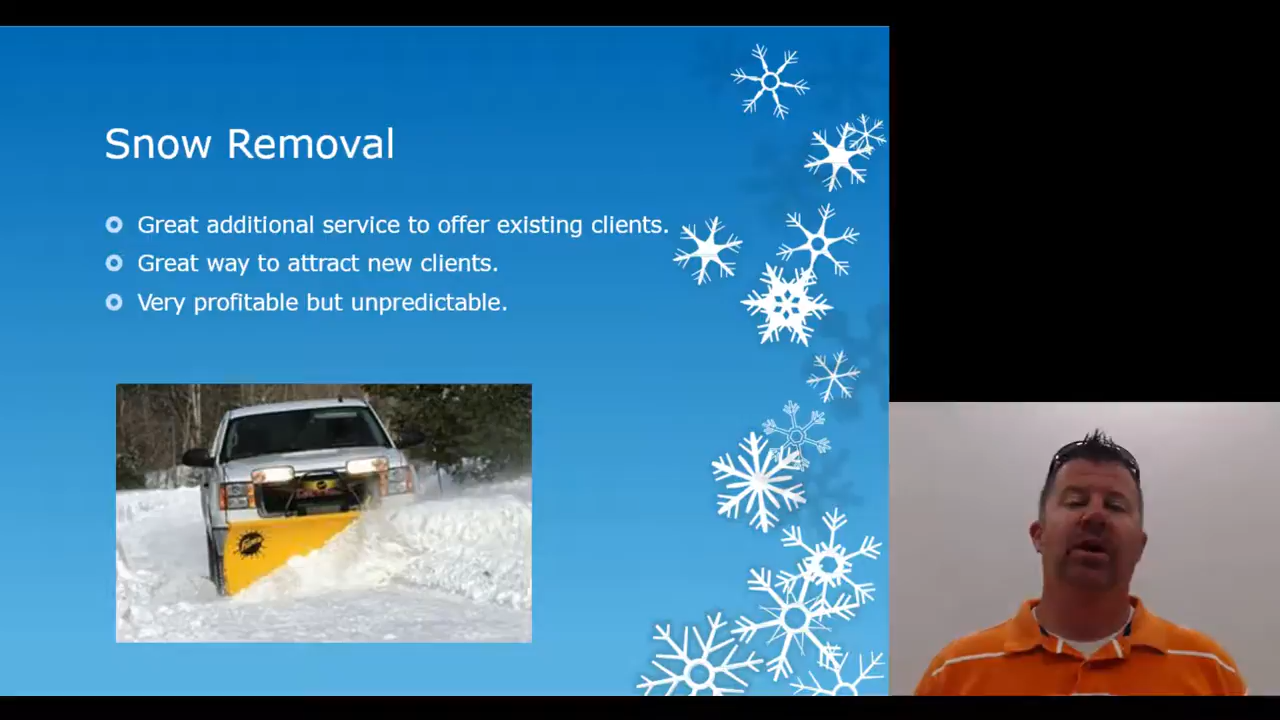 Snow Removal
Great additional service to offer existing clients.
Great way to attract new clients.
Very profitable but unpredictable.